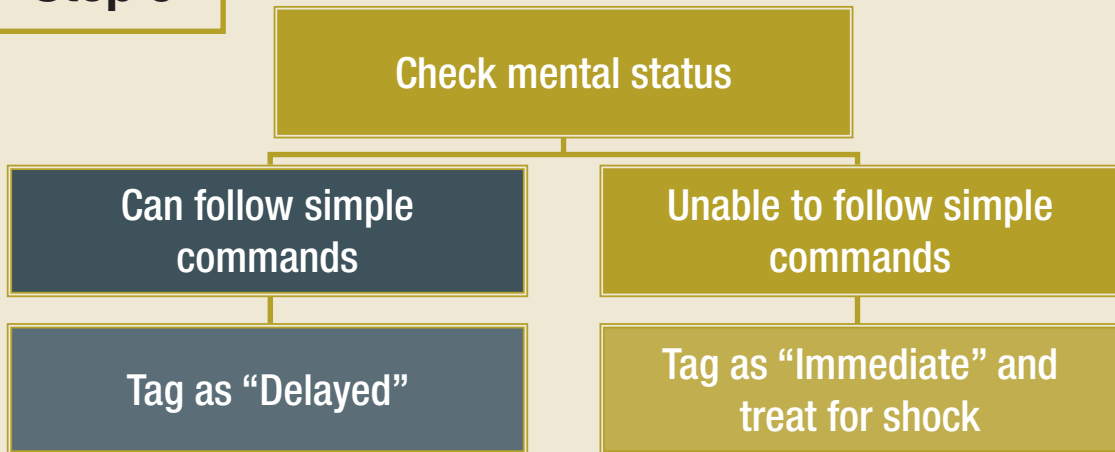 Check mental status
Can follow simple
commands
Unable to follow simple
commands
Tag as “Delayed”
Tag as “Immediate” and
treat for shock